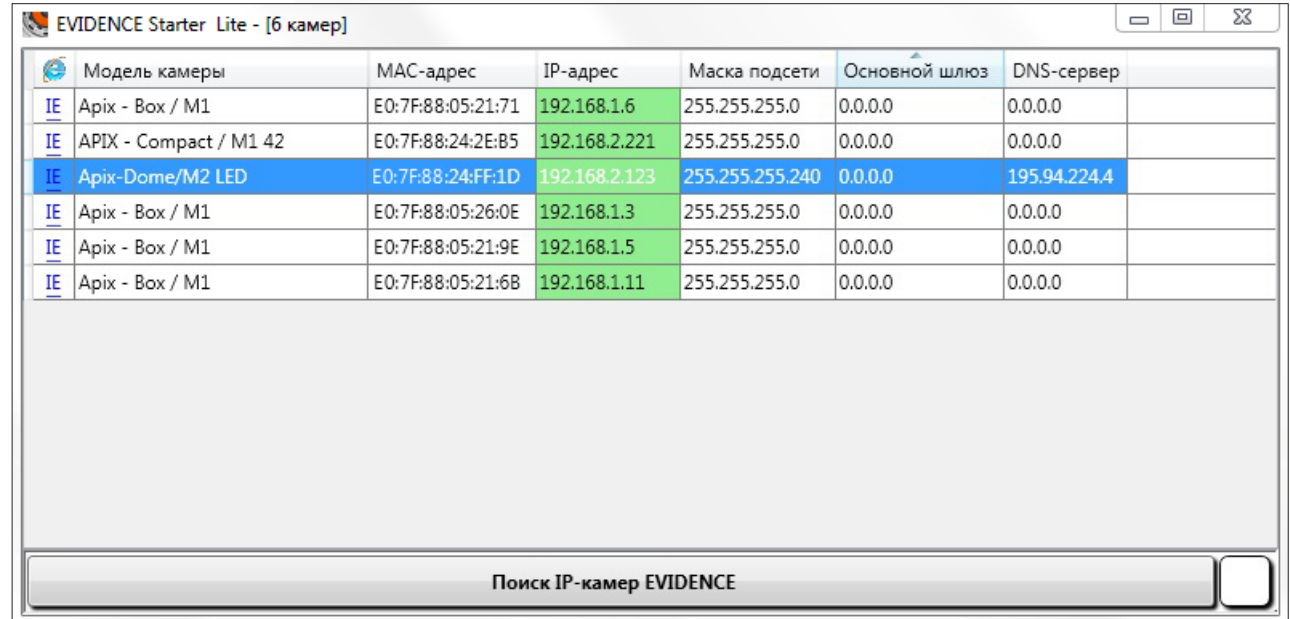 EVIDENCE Starter Lite - [6 камер]
Модель камеры MAC-адрес IP-адрес Маска подсети Основной шлюз DNS-сервер
IE Apix - Box / M1 E0:7F:88:05:21:71 192.168.1.6 255.255.255.0 0.0.0.0 0.0.0.0
IE APIX - Compact / M1 42 E0:7F:88:24:2E:B5 192.168.2.221 255.255.255.0 0.0.0.0 0.0.0.0
IE Apix-Dome/M2 LED E0:7F:88:24:FF:1D 192.168.2.123 255.255.255.240 0.0.0.0 195.94.224.4
IE Apix - Box / M1 E0:7F:88:05:26:0E 192.168.1.3 255.255.255.0 0.0.0.0 0.0.0.0
IE Apix - Box / M1 E0:7F:88:05:21:9E 192.168.1.5 255.255.255.0 0.0.0.0 0.0.0.0
IE Apix - Box / M1 E0:7F:88:05:21:6B 192.168.1.11 255.255.255.0 0.0.0.0 0.0.0.0
Поиск IP-камер EVIDENCE